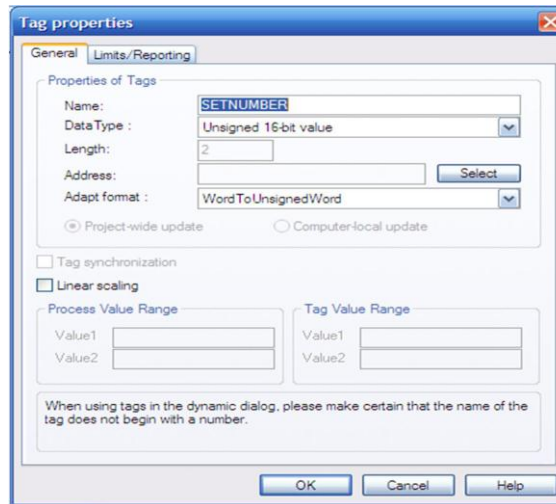 Tag properties
General Limits/Reporting
Properties of Tags
Name: SETNUMBER
DataType : Unsigned 16-bit value
Length: 2
Address: Select
Adapt format : WordToUnsignedWord
Project-wide update Computer-local update
Tag synchronization
Linear scaling
Process Value Range Tag Value Range
Value1 Value1
Value2 Value2
When using tags in the dynamic dialog, please make certain that the name of the
tag does not begin with a number.
OK Cancel Help